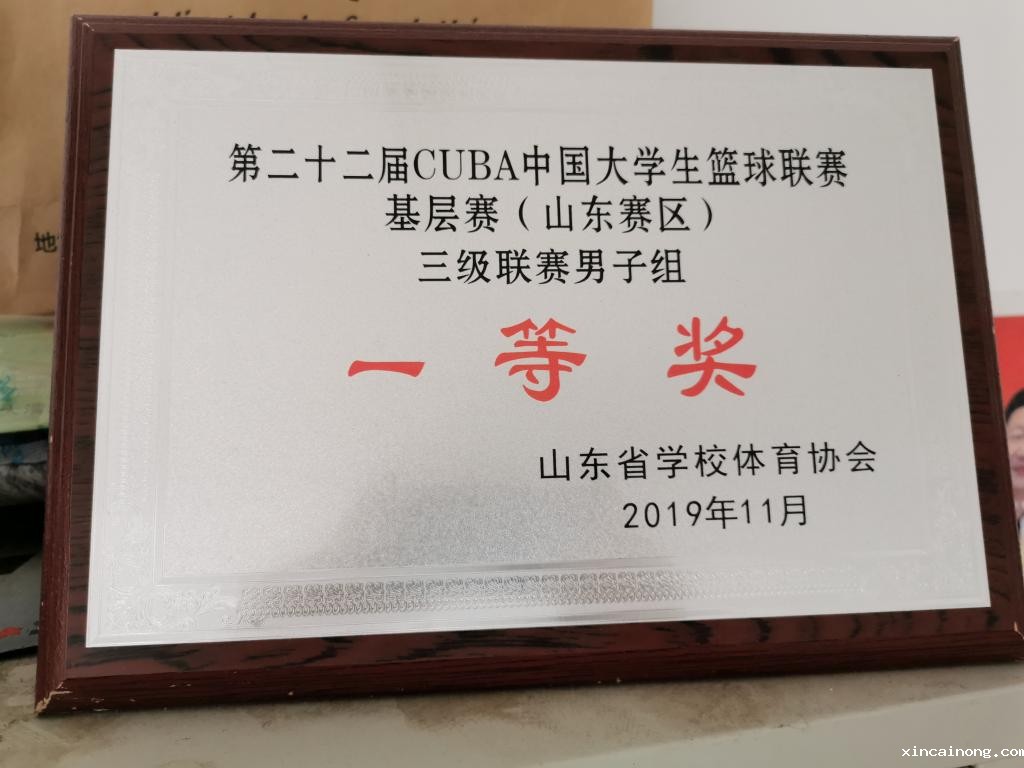 第二十二届CUBA中国大学生篮球联赛
基层赛（山东赛区）
三级联赛男子组
一等奖
山东省学校体育协会
2019年11月
地
xincainong.com